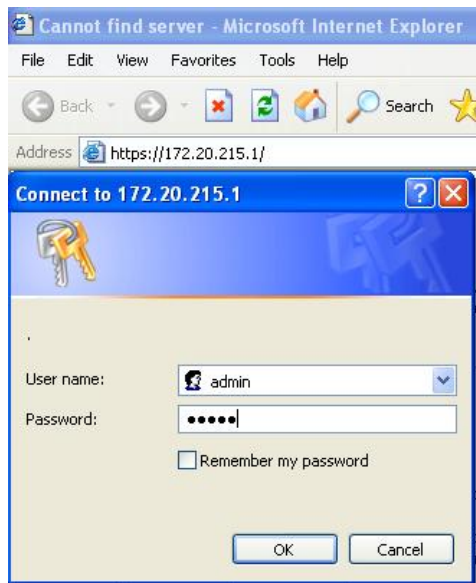 Cannot find server - Microsoft Internet Explorer
File Edit View Favorites Tools Help
Back Search
Address https://172.20.215.1/
Connect to 172.20.215.1
.
User name: admin
Password: •••••
Remember my password
OK Cancel